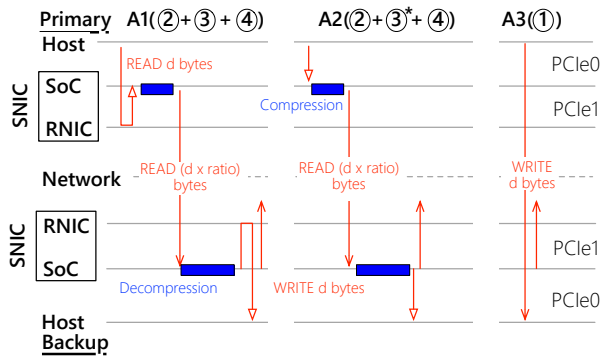 Primary A1(②+③+④) A2(②+③*+④) A3(①)
Host
READ d bytes
PCIe0
SNIC
SoC
Compression
PCIe1
RNIC
READ (d x ratio)
bytes
READ (d x ratio)
bytes
WRITE
d bytes
Network
SNIC
RNIC
PCIe1
SoC
Decompression
WRITE d bytes
PCIe0
Host
Backup